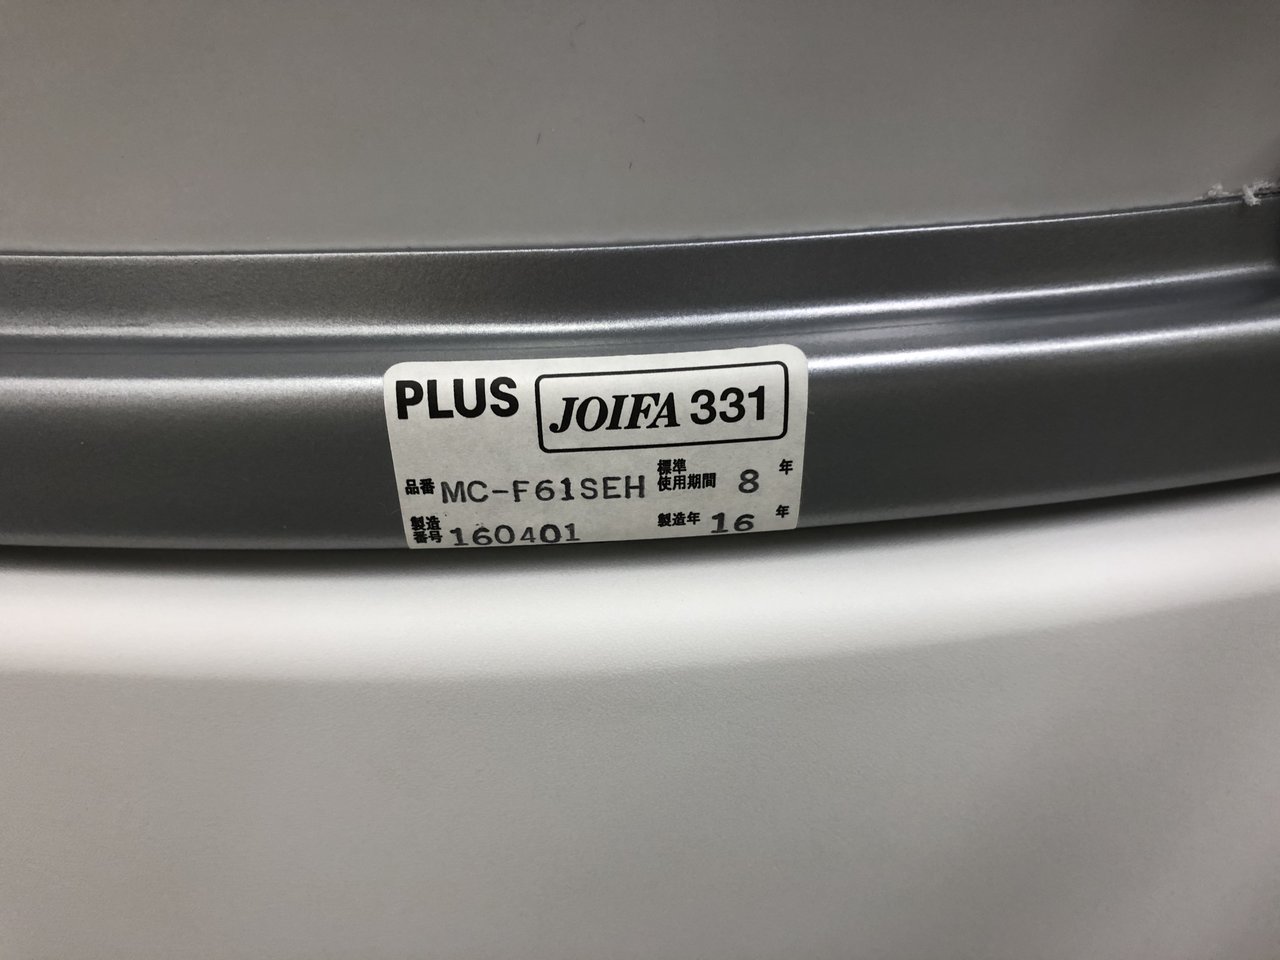 PLUS JOIFA 331
品番 MC-F61SEH 標準使用期間 8 年
製造番号 160401 製造年 16 年